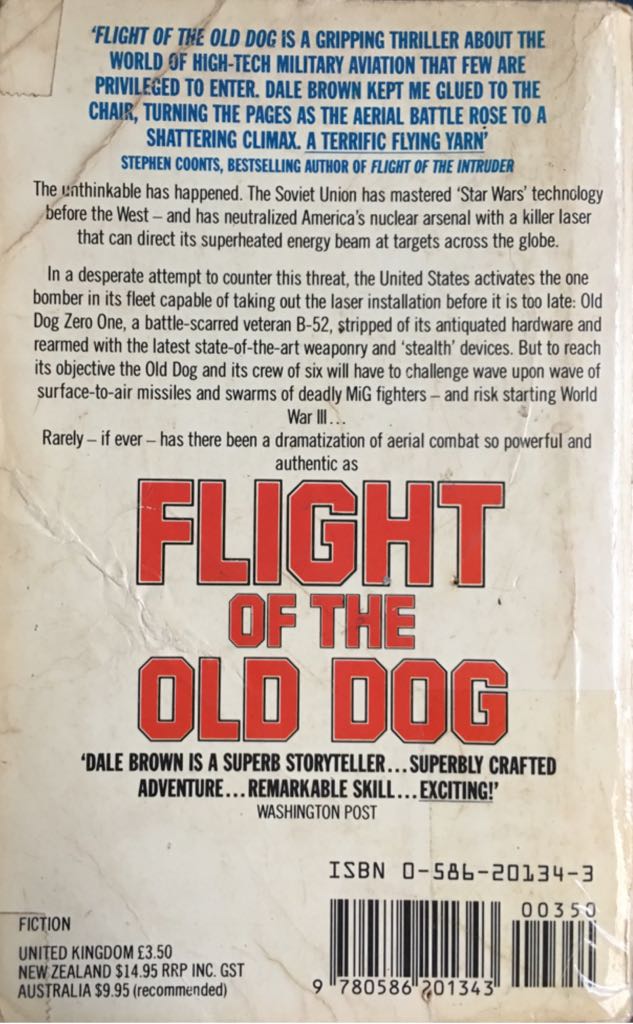 'FLIGHT OF THE OLD DOG IS A GRIPPING THRILLER ABOUT THE
WORLD OF HIGH-TECH MILITARY AVIATION THAT FEW ARE
PRIVILEGED TO ENTER. DALE BROWN KEPT ME GLUED TO THE
CHAIR, TURNING THE PAGES AS THE AERIAL BATTLE ROSE TO A
SHATTERING CLIMAX. A TERRIFIC FLYING YARN'
STEPHEN COONTS, BESTSELLING AUTHOR OF FLIGHT OF THE INTRUDER
The unthinkable has happened. The Soviet Union has mastered 'Star Wars' technology
before the West – and has neutralized America's nuclear arsenal with a killer laser
that can direct its superheated energy beam at targets across the globe.
In a desperate attempt to counter this threat, the United States activates the one
bomber in its fleet capable of taking out the laser installation before it is too late: Old
Dog Zero One, a battle-scarred veteran B-52, stripped of its antiquated hardware and
rearmed with the latest state-of-the-art weaponry and 'stealth' devices. But to reach
its objective the Old Dog and its crew of six will have to challenge wave upon wave of
surface-to-air missiles and swarms of deadly MiG fighters – and risk starting World
War III...
Rarely – if ever – has there been a dramatization of aerial combat so powerful and
authentic as
FLIGHT
OF THE
OLD DOG
'DALE BROWN IS A SUPERB STORYTELLER...SUPERBLY CRAFTED
ADVENTURE...REMARKABLE SKILL...EXCITING!'
WASHINGTON POST
ISBN 0-586-20134-3
00350
FICTION
UNITED KINGDOM £3.50
NEW ZEALAND $14.95 RRP INC. GST
AUSTRALIA $9.95 (recommended)
9 780586 201343